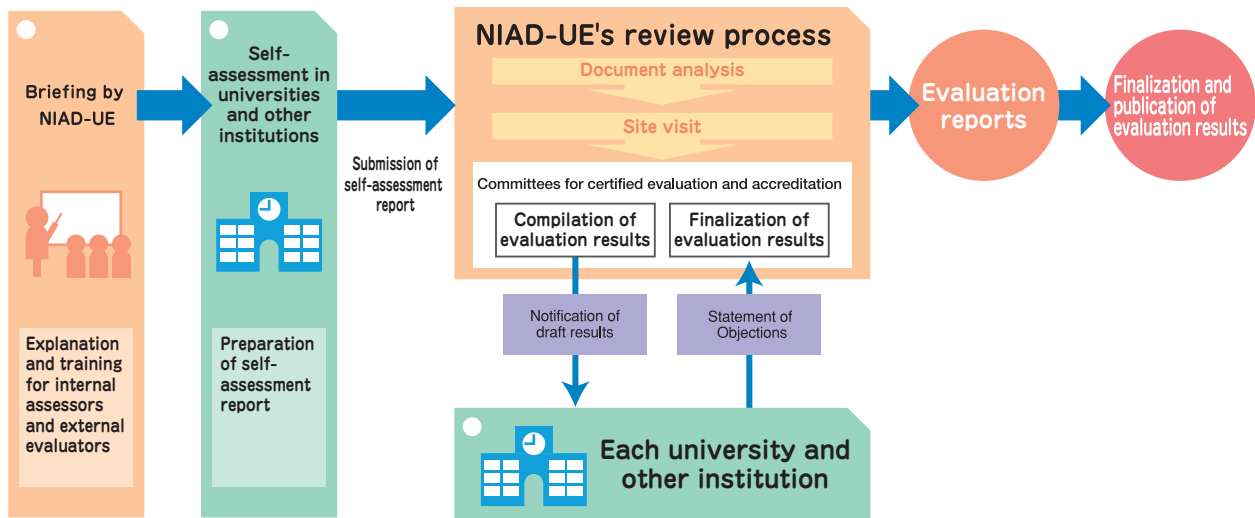 Briefing by
NIAD-UE
Explanation
and training
for internal
assessors
and external
evaluators
Self-
assessment in
universities
and other
institutions
Preparation
of self-
assessment
report
Submission of
self-assessment
report
NIAD-UE's review process
Document analysis
Site visit
Committees for certified evaluation and accreditation
Compilation of
evaluation results
Finalization of
evaluation results
Notification of
draft results
Statement of
Objections
Each university and
other institution
Evaluation
reports
Finalization and
publication of
evaluation results